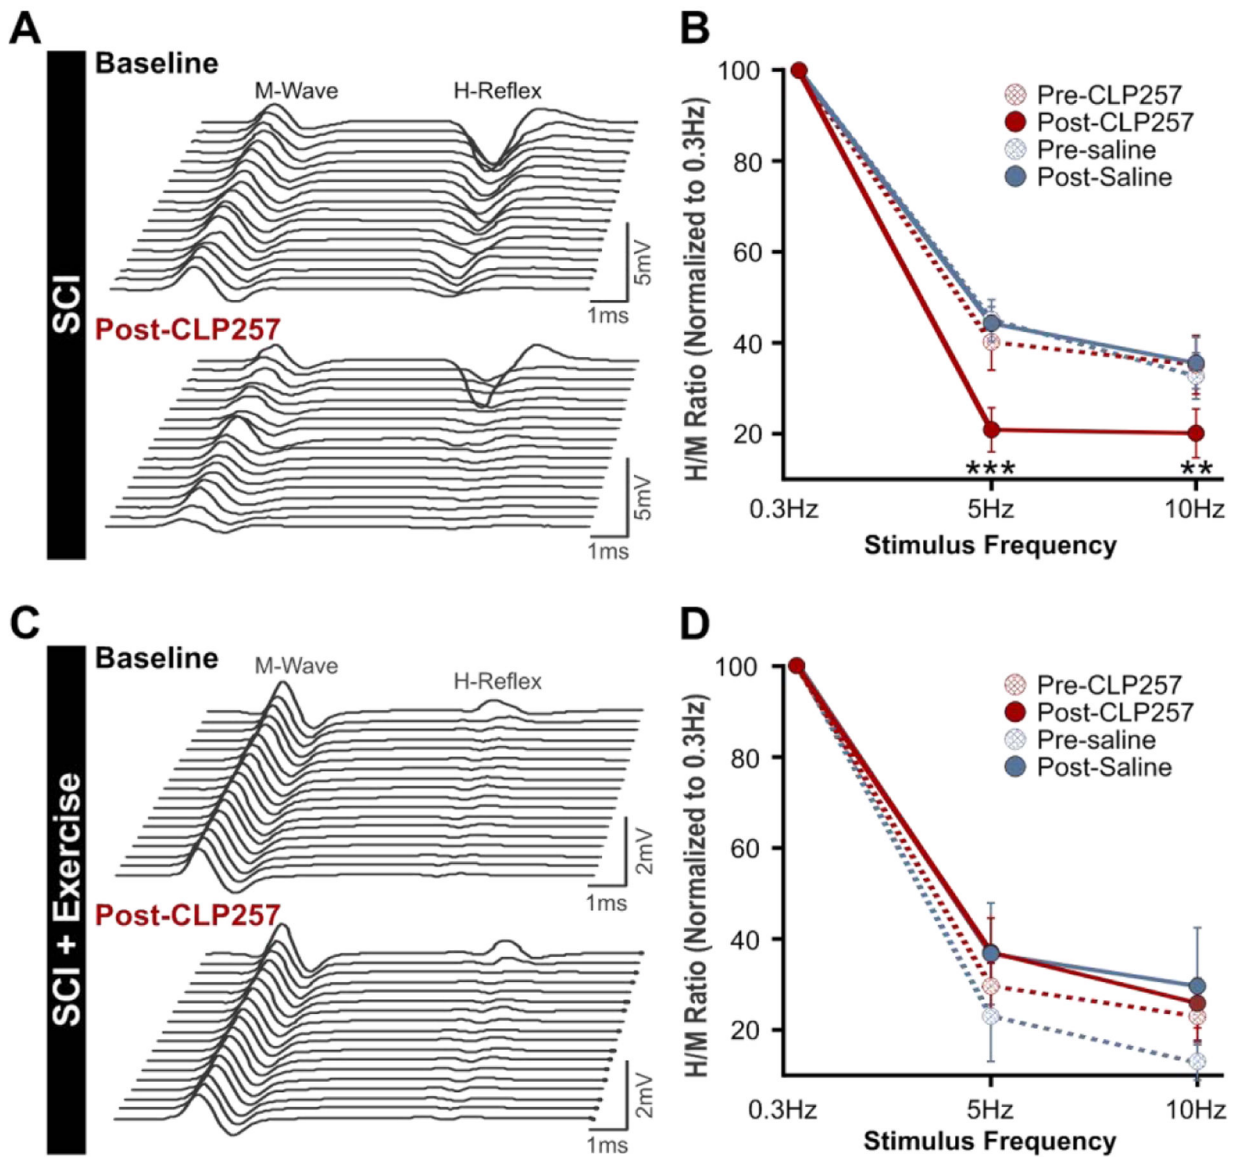 A
SCI
Baseline
M-Wave
H-Reflex
5mV
1ms
Post-CLP257
5mV
1ms
B
H/M Ratio (Normalized to 0.3Hz)
100
80
60
40
20
Pre-CLP257
Post-CLP257
Pre-saline
Post-Saline
***
**
0.3Hz
5Hz
10Hz
Stimulus Frequency
C
SCI + Exercise
Baseline
M-Wave
H-Reflex
2mV
1ms
Post-CLP257
2mV
1ms
D
H/M Ratio (Normalized to 0.3Hz)
100
80
60
40
20
Pre-CLP257
Post-CLP257
Pre-saline
Post-Saline
0.3Hz
5Hz
10Hz
Stimulus Frequency